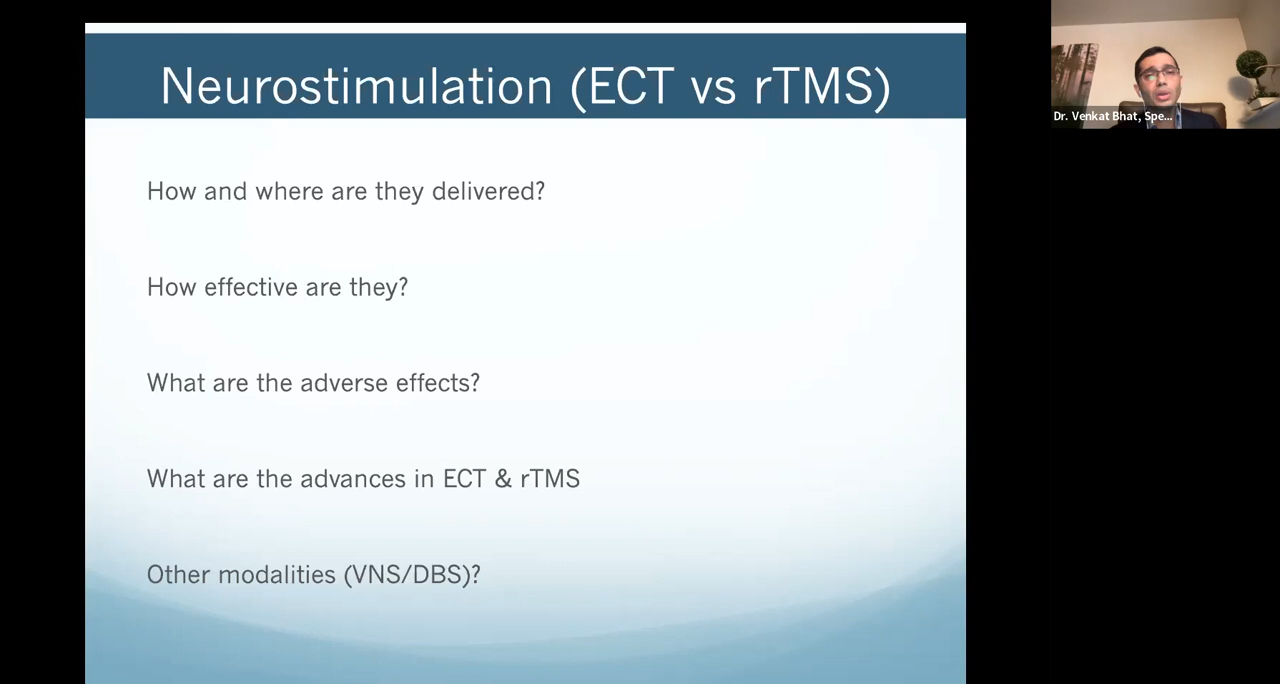 Neurostimulation (ECT vs rTMS)
How and where are they delivered?
How effective are they?
What are the adverse effects?
What are the advances in ECT & rTMS
Other modalities (VNS/DBS)?
Dr. Venkat Bhat, Spe...